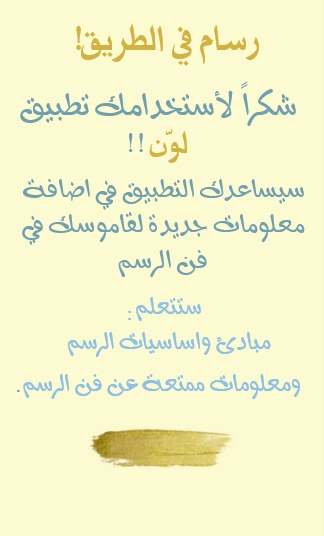 رسام في الطريق!
شكراً لأستخدامك تطبيق
لوّن !!
سيساعدك التطبيق في اضافة
معلومات جديدة لقاموسك في
فن الرسم
ستتعلم :
مبادئ واساسيات الرسم
ومعلومات ممتعة عن فن الرسم.